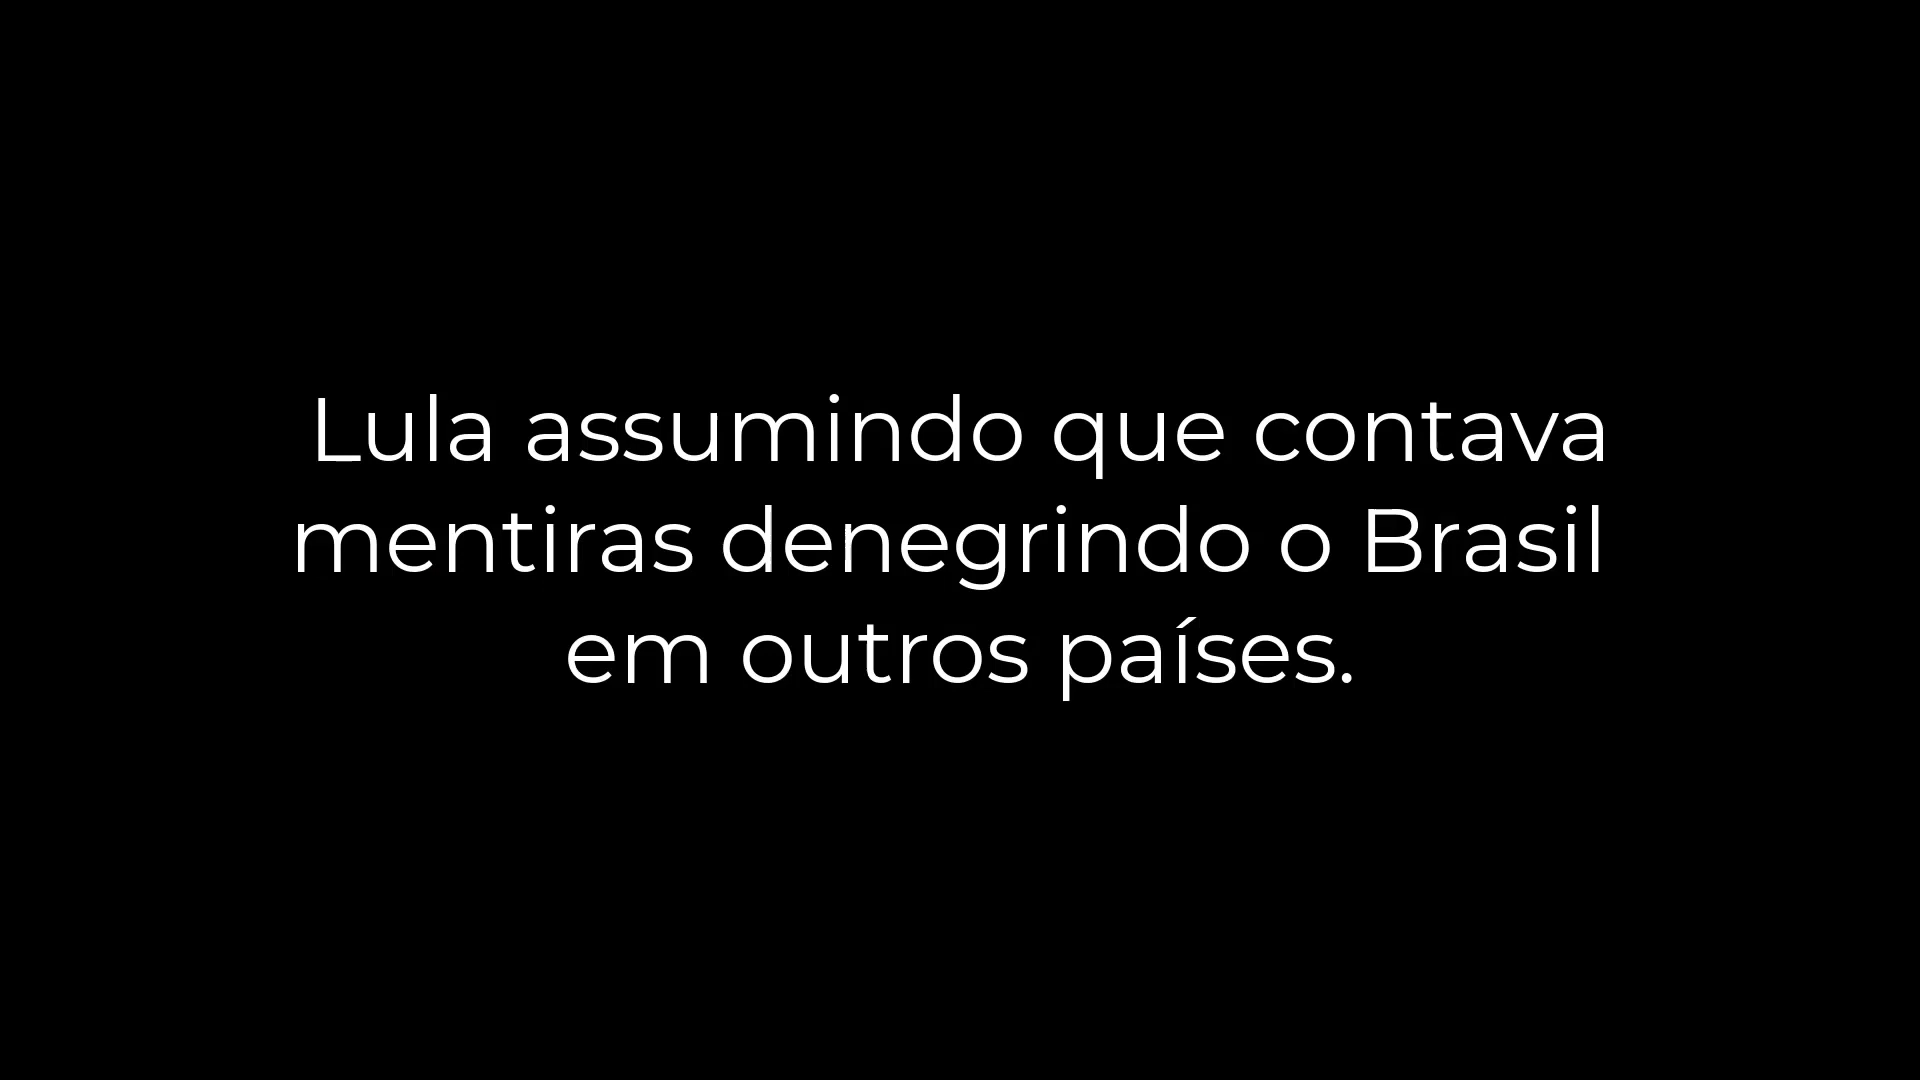 Lula assumindo que contava
mentiras denegrindo o Brasil
em outros países.